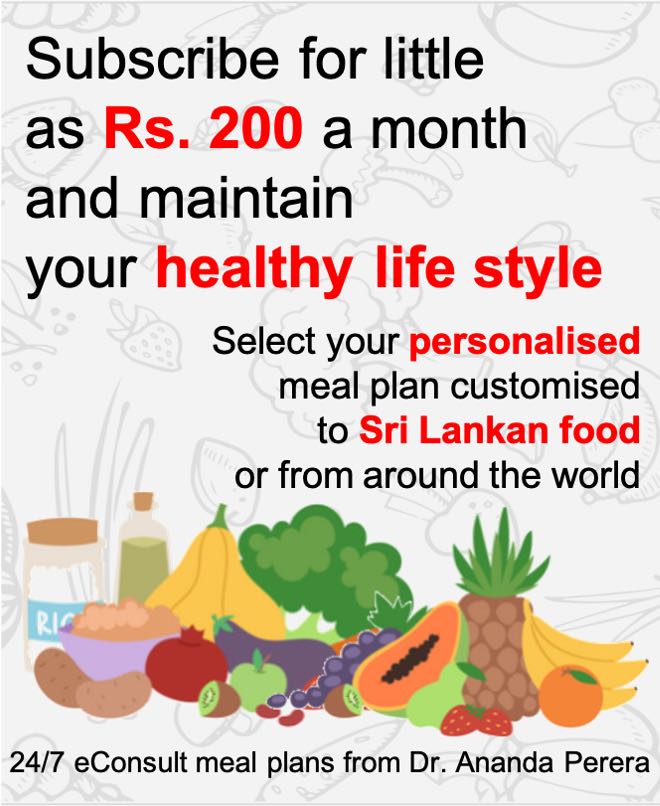 Subscribe for little
as Rs. 200 a month
and maintain
your healthy life style
Select your personalised
meal plan customised
to Sri Lankan food
or from around the world
24/7 eConsult meal plans from Dr. Ananda Perera